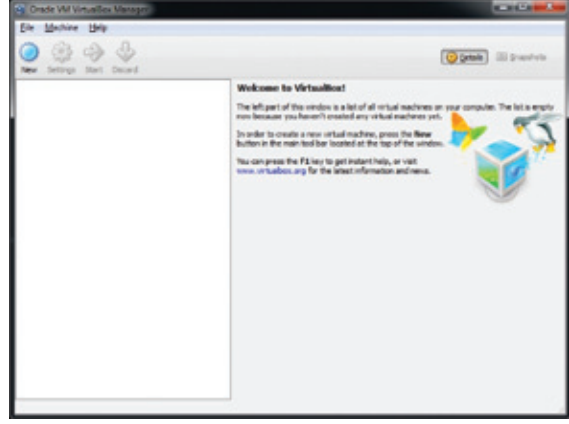 Oracle VM VirtualBox Manager
File Machine Help
New Settings Start Discard
Details Snapshots
Welcome to VirtualBox!
The left part of this window is a list of all virtual machines on your computer. The list is empty
now because you haven't created any virtual machines yet.
In order to create a new virtual machine, press the New
button in the main tool bar located at the top of the window.
You can press the F1 key to get instant help, or visit
www.virtualbox.org for the latest information and news.